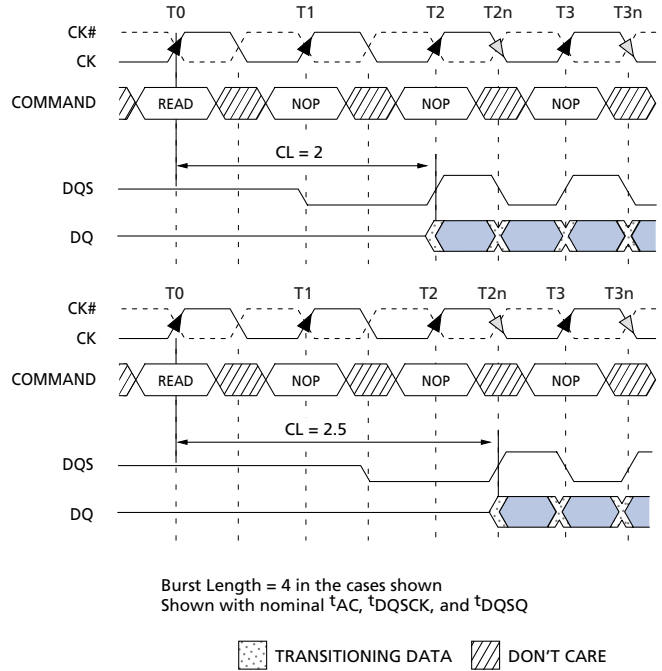 T0 T1 T2 T2n T3 T3n
CK#
CK
COMMAND READ NOP NOP NOP
CL = 2
DQS
DQ
T0 T1 T2 T2n T3 T3n
CK#
CK
COMMAND READ NOP NOP NOP
CL = 2.5
DQS
DQ
Burst Length = 4 in the cases shown
Shown with nominal tAC, tDQSCK, and tDQSQ
TRANSITIONING DATA DON'T CARE